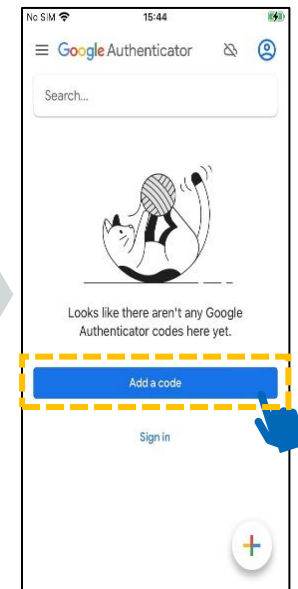 No SIM 15:44
Google Authenticator
Search...
Looks like there aren't any Google
Authenticator codes here yet.
Add a code
Sign in